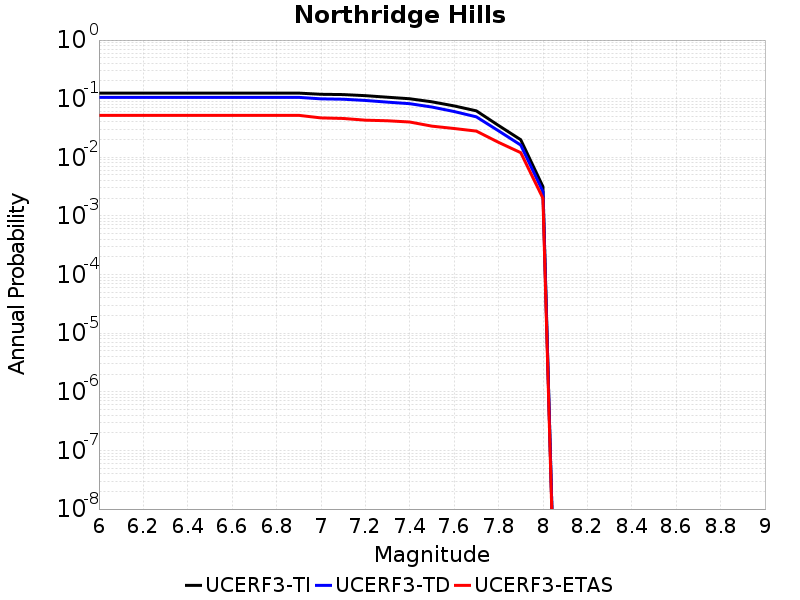 Northridge Hills
10^0
10^-1
10^-2
10^-3
10^-4
10^-5
10^-6
10^-7
10^-8
Annual Probability
6 6.2 6.4 6.6 6.8 7 7.2 7.4 7.6 7.8 8 8.2 8.4 8.6 8.8 9
Magnitude
UCERF3-TI UCERF3-TD UCERF3-ETAS